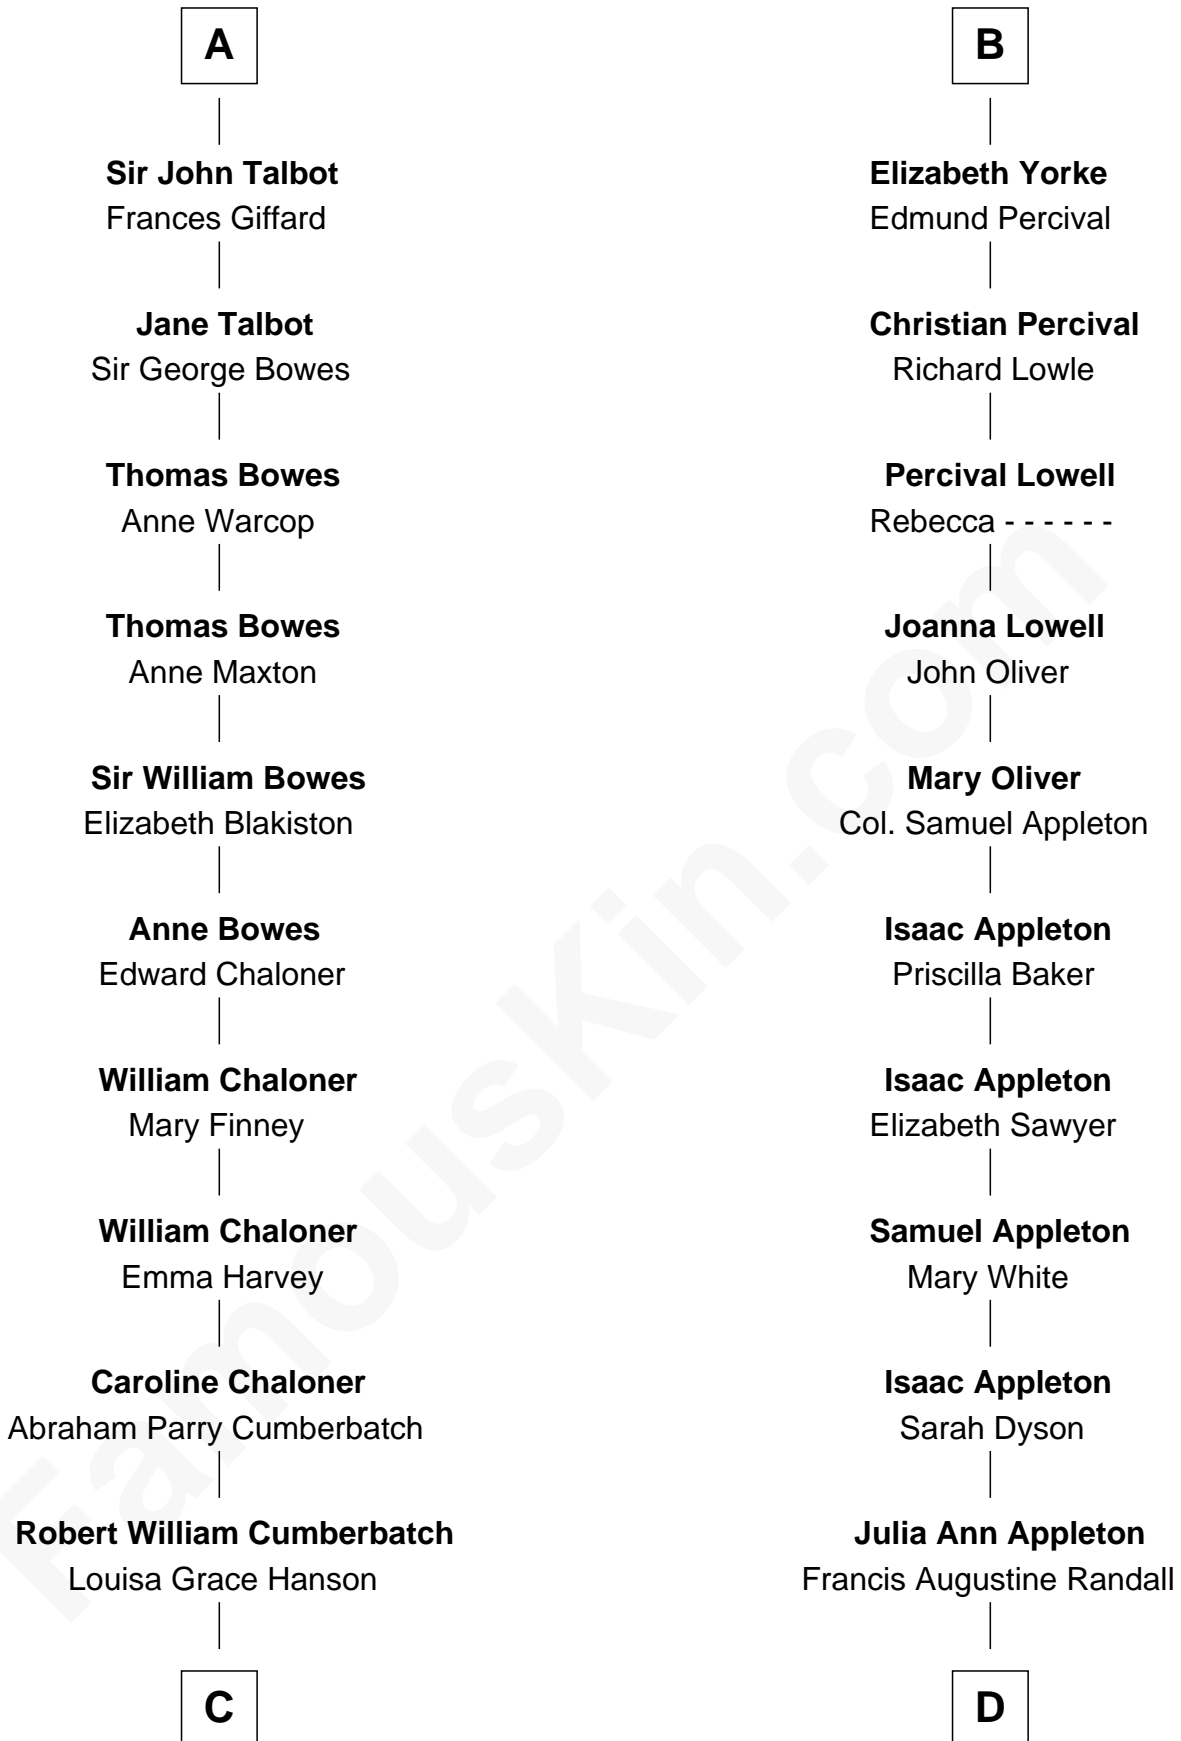 A
Sir John Talbot
Frances Giffard
Jane Talbot
Sir George Bowes
Thomas Bowes
Anne Warcop
Thomas Bowes
Anne Maxton
Sir William Bowes
Elizabeth Blakiston
Anne Bowes
Edward Chaloner
William Chaloner
Mary Finney
William Chaloner
Emma Harvey
Caroline Chaloner
Abraham Parry Cumberbatch
Robert William Cumberbatch
Louisa Grace Hanson
C
B
Elizabeth Yorke
Edmund Percival
Christian Percival
Richard Lowle
Percival Lowell
Rebecca - - - - - -
Joanna Lowell
John Oliver
Mary Oliver
Col. Samuel Appleton
Isaac Appleton
Priscilla Baker
Isaac Appleton
Elizabeth Sawyer
Samuel Appleton
Mary White
Isaac Appleton
Sarah Dyson
Julia Ann Appleton
Francis Augustine Randall
D
FamousKin.com